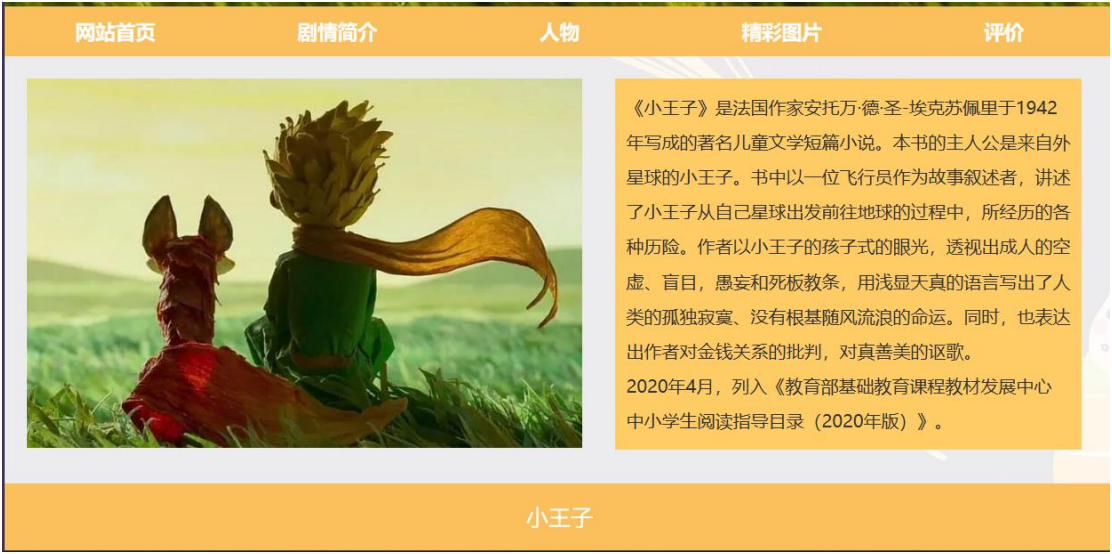 网站首页 剧情简介 人物 精彩图片 评价
《小王子》是法国作家安托万·德·圣-埃克苏佩里于1942
年写成的著名儿童文学短篇小说。本书的主人公是来自外
星球的小王子。书中以一位飞行员作为故事叙述者，讲述
了小王子从自己星球出发前往地球的过程中，所经历的各
种历险。作者以小王子的孩子式的眼光，透视出成人的空
虚、盲目，愚妄和死板教条，用浅显天真的语言写出了人
类的孤独寂寞、没有根基随风流浪的命运。同时，也表达
出作者对金钱关系的批判，对真善美的讴歌。
2020年4月，列入《教育部基础教育课程教材发展中心
中小学生阅读指导目录（2020年版）》。
小王子